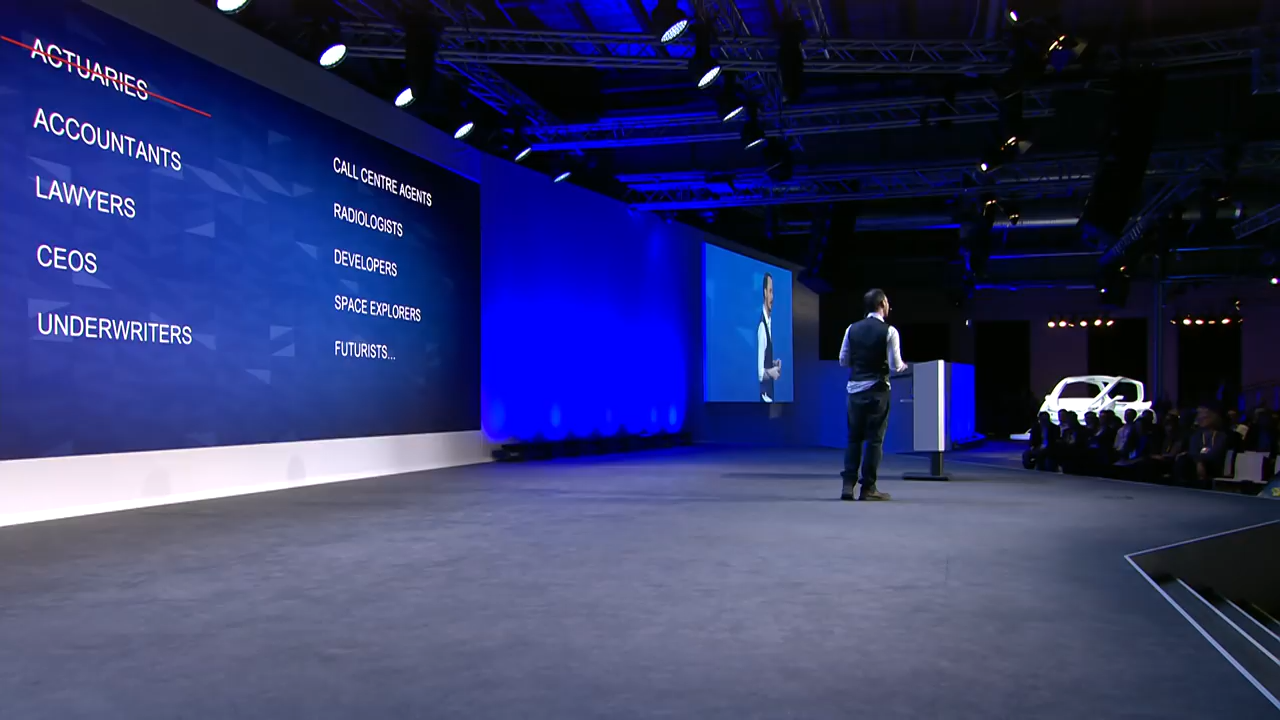 ACTUARIES
ACCOUNTANTS
LAWYERS
CEOS
UNDERWRITERS
CALL CENTRE AGENTS
RADIOLOGISTS
DEVELOPERS
SPACE EXPLORERS
FUTURISTS...